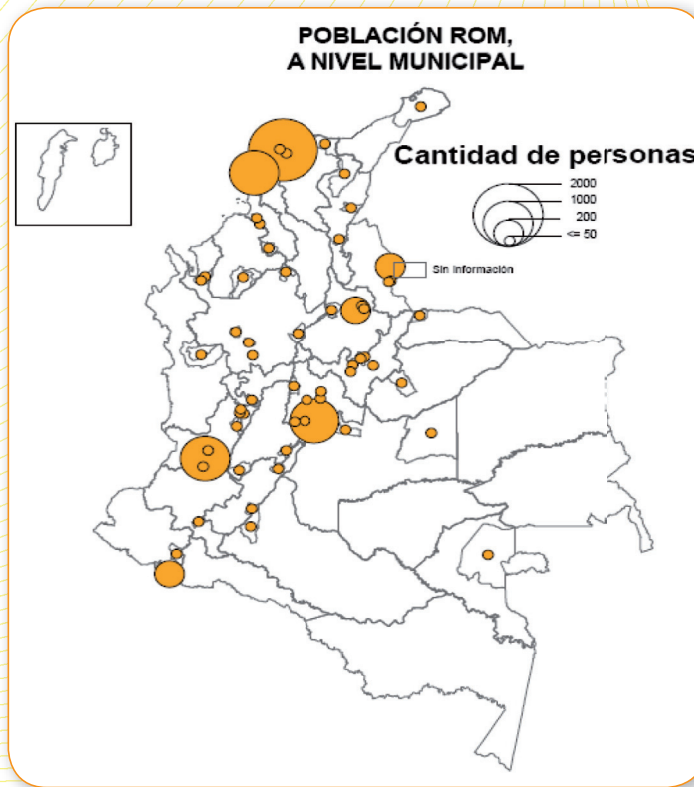 POBLACIÓN ROM,
A NIVEL MUNICIPAL
Cantidad de personas
2000
1000
200
<= 50
Sin Información